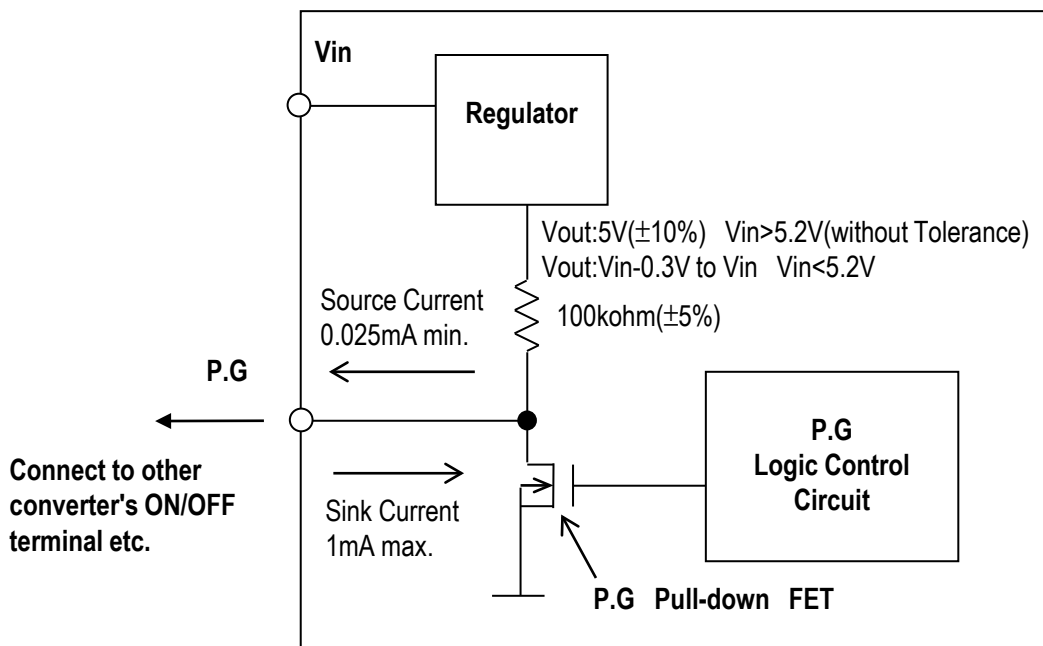 Vin
Regulator
Vout:5V(±10%) Vin>5.2V(without Tolerance)
Vout:Vin-0.3V to Vin Vin<5.2V
100kohm(±5%)
Source Current
0.025mA min.
P.G
Connect to other
converter's ON/OFF
terminal etc.
Sink Current
1mA max.
P.G
Logic Control
Circuit
P.G Pull-down FET